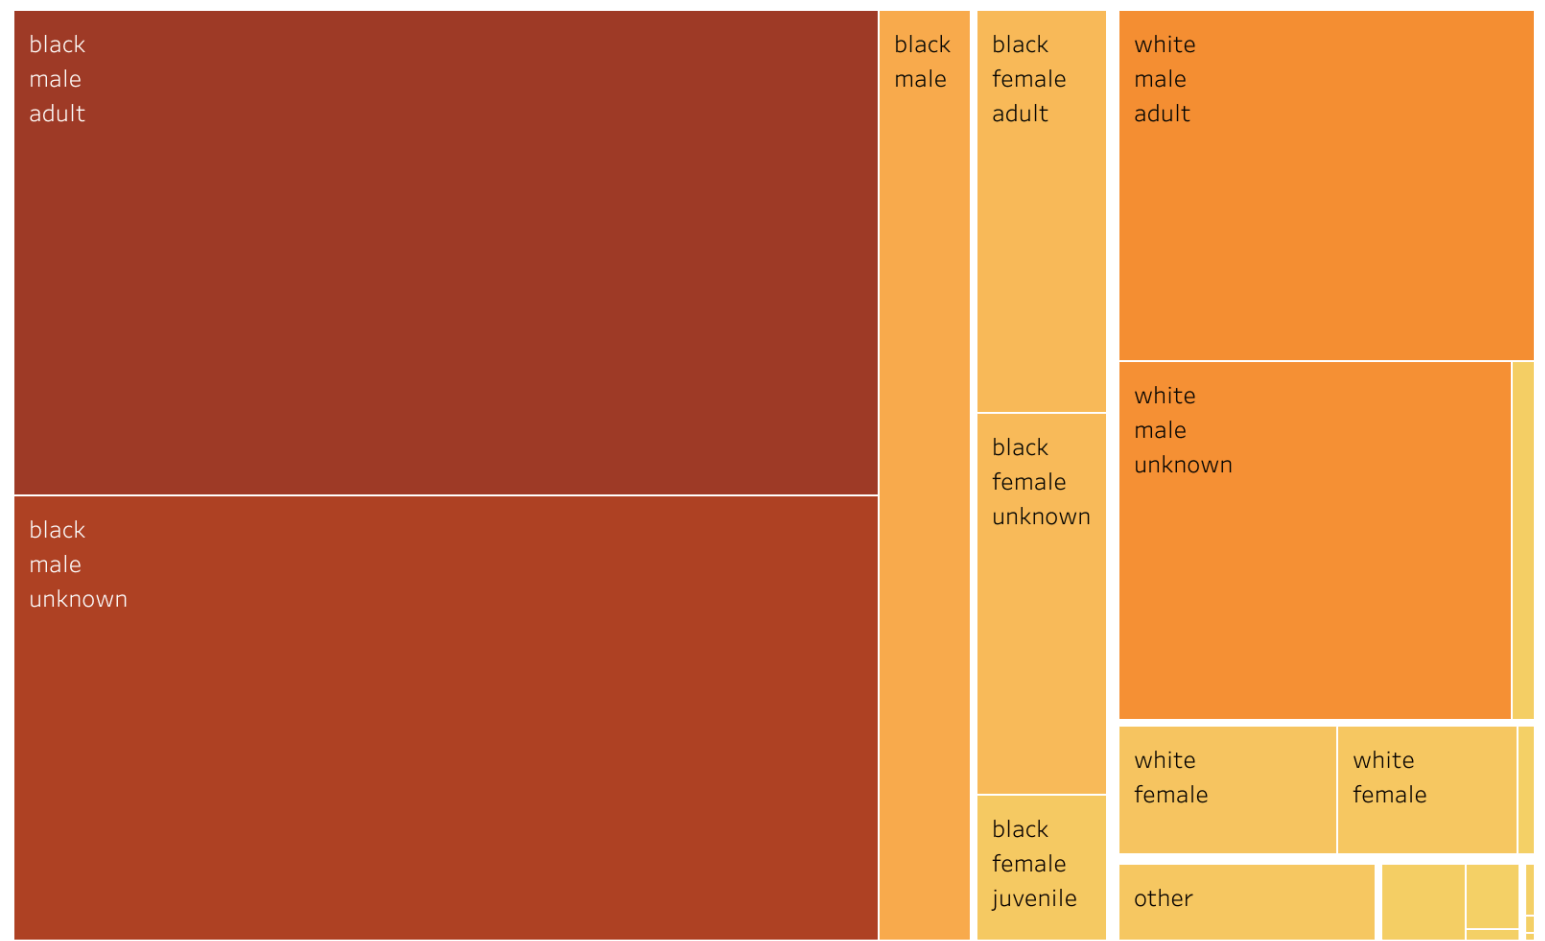 black
male
adult
black
male
unknown
black
male
black
female
adult
black
female
unknown
black
female
juvenile
white
male
adult
white
male
unknown
white
female
white
female
other